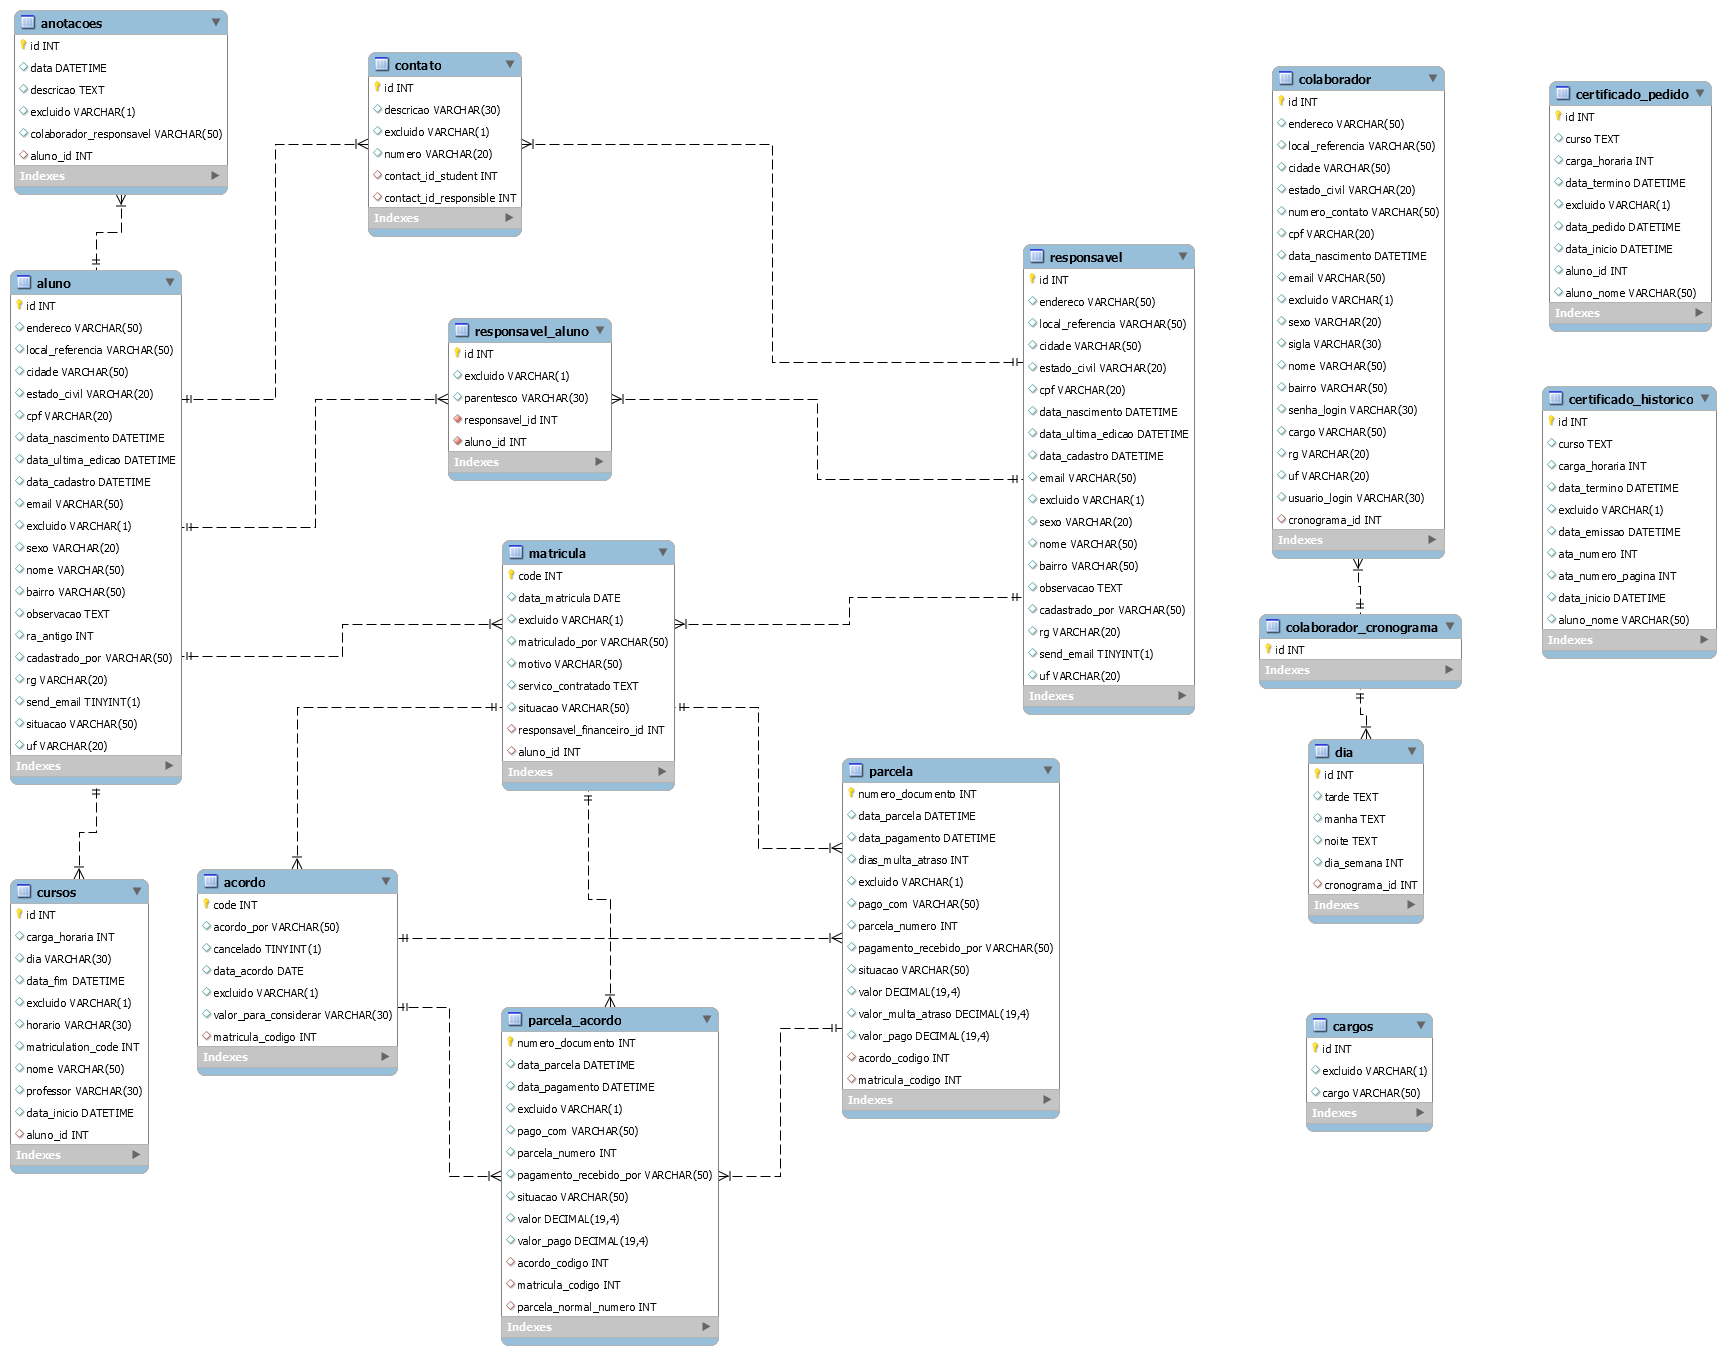 anotacoes
id INT
data DATETIME
descricao TEXT
excluido VARCHAR(1)
colaborador_responsavel VARCHAR(50)
aluno_id INT
Indexes
contato
id INT
descricao VARCHAR(30)
excluido VARCHAR(1)
numero VARCHAR(20)
contact_id_student INT
contact_id_responsible INT
Indexes
colaborador
id INT
endereco VARCHAR(50)
local_referencia VARCHAR(50)
cidade VARCHAR(50)
estado_civil VARCHAR(20)
numero_contato VARCHAR(50)
cpf VARCHAR(20)
data_nascimento DATETIME
email VARCHAR(50)
excluido VARCHAR(1)
sexo VARCHAR(20)
sigla VARCHAR(30)
nome VARCHAR(50)
bairro VARCHAR(50)
senha_login VARCHAR(30)
cargo VARCHAR(50)
rg VARCHAR(20)
uf VARCHAR(20)
usuario_login VARCHAR(30)
cronograma_id INT
Indexes
certificado_pedido
id INT
curso TEXT
carga_horaria INT
data_termino DATETIME
excluido VARCHAR(1)
data_pedido DATETIME
data_inicio DATETIME
aluno_id INT
aluno_nome VARCHAR(50)
Indexes
aluno
id INT
endereco VARCHAR(50)
local_referencia VARCHAR(50)
cidade VARCHAR(50)
estado_civil VARCHAR(20)
cpf VARCHAR(20)
data_nascimento DATETIME
data_ultima_edicao DATETIME
data_cadastro DATETIME
email VARCHAR(50)
excluido VARCHAR(1)
sexo VARCHAR(20)
nome VARCHAR(50)
bairro VARCHAR(50)
observacao TEXT
ra_antigo INT
cadastrado_por VARCHAR(50)
rg VARCHAR(20)
send_email TINYINT(1)
situacao VARCHAR(50)
uf VARCHAR(20)
Indexes
responsavel_aluno
id INT
excluido VARCHAR(1)
parentesco VARCHAR(30)
responsavel_id INT
aluno_id INT
Indexes
responsavel
id INT
endereco VARCHAR(50)
local_referencia VARCHAR(50)
cidade VARCHAR(50)
estado_civil VARCHAR(20)
cpf VARCHAR(20)
data_nascimento DATETIME
data_ultima_edicao DATETIME
data_cadastro DATETIME
email VARCHAR(50)
excluido VARCHAR(1)
sexo VARCHAR(20)
nome VARCHAR(50)
bairro VARCHAR(50)
observacao TEXT
cadastrado_por VARCHAR(50)
rg VARCHAR(20)
send_email TINYINT(1)
uf VARCHAR(20)
Indexes
certificado_historico
id INT
curso TEXT
carga_horaria INT
data_termino DATETIME
excluido VARCHAR(1)
data_emissao DATETIME
ata_numero INT
ata_numero_pagina INT
data_inicio DATETIME
aluno_nome VARCHAR(50)
Indexes
matricula
code INT
data_matricula DATE
excluido VARCHAR(1)
matriculado_por VARCHAR(50)
motivo VARCHAR(50)
servico_contratado TEXT
situacao VARCHAR(50)
responsavel_financeiro_id INT
aluno_id INT
Indexes
colaborador_cronograma
id INT
Indexes
dia
id INT
tarde TEXT
manha TEXT
noite TEXT
dia_semana INT
cronograma_id INT
Indexes
parcela
numero_documento INT
data_parcela DATETIME
data_pagamento DATETIME
dias_multa_atraso INT
excluido VARCHAR(1)
pago_com VARCHAR(50)
parcela_numero INT
pagamento_recebido_por VARCHAR(50)
situacao VARCHAR(50)
valor DECIMAL(19,4)
valor_multa_atraso DECIMAL(19,4)
valor_pago DECIMAL(19,4)
acordo_codigo INT
matricula_codigo INT
Indexes
cursos
id INT
carga_horaria INT
dia VARCHAR(30)
data_fim DATETIME
excluido VARCHAR(1)
horario VARCHAR(30)
matriculation_code INT
nome VARCHAR(50)
professor VARCHAR(30)
data_inicio DATETIME
aluno_id INT
Indexes
acordo
code INT
acordo_por VARCHAR(50)
cancelado TINYINT(1)
data_acordo DATE
excluido VARCHAR(1)
valor_para_considerar VARCHAR(30)
matricula_codigo INT
Indexes
parcela_acordo
numero_documento INT
data_parcela DATETIME
data_pagamento DATETIME
excluido VARCHAR(1)
pago_com VARCHAR(50)
parcela_numero INT
pagamento_recebido_por VARCHAR(50)
situacao VARCHAR(50)
valor DECIMAL(19,4)
valor_pago DECIMAL(19,4)
acordo_codigo INT
matricula_codigo INT
parcela_normal_numero INT
Indexes
cargos
id INT
excluido VARCHAR(1)
cargo VARCHAR(50)
Indexes